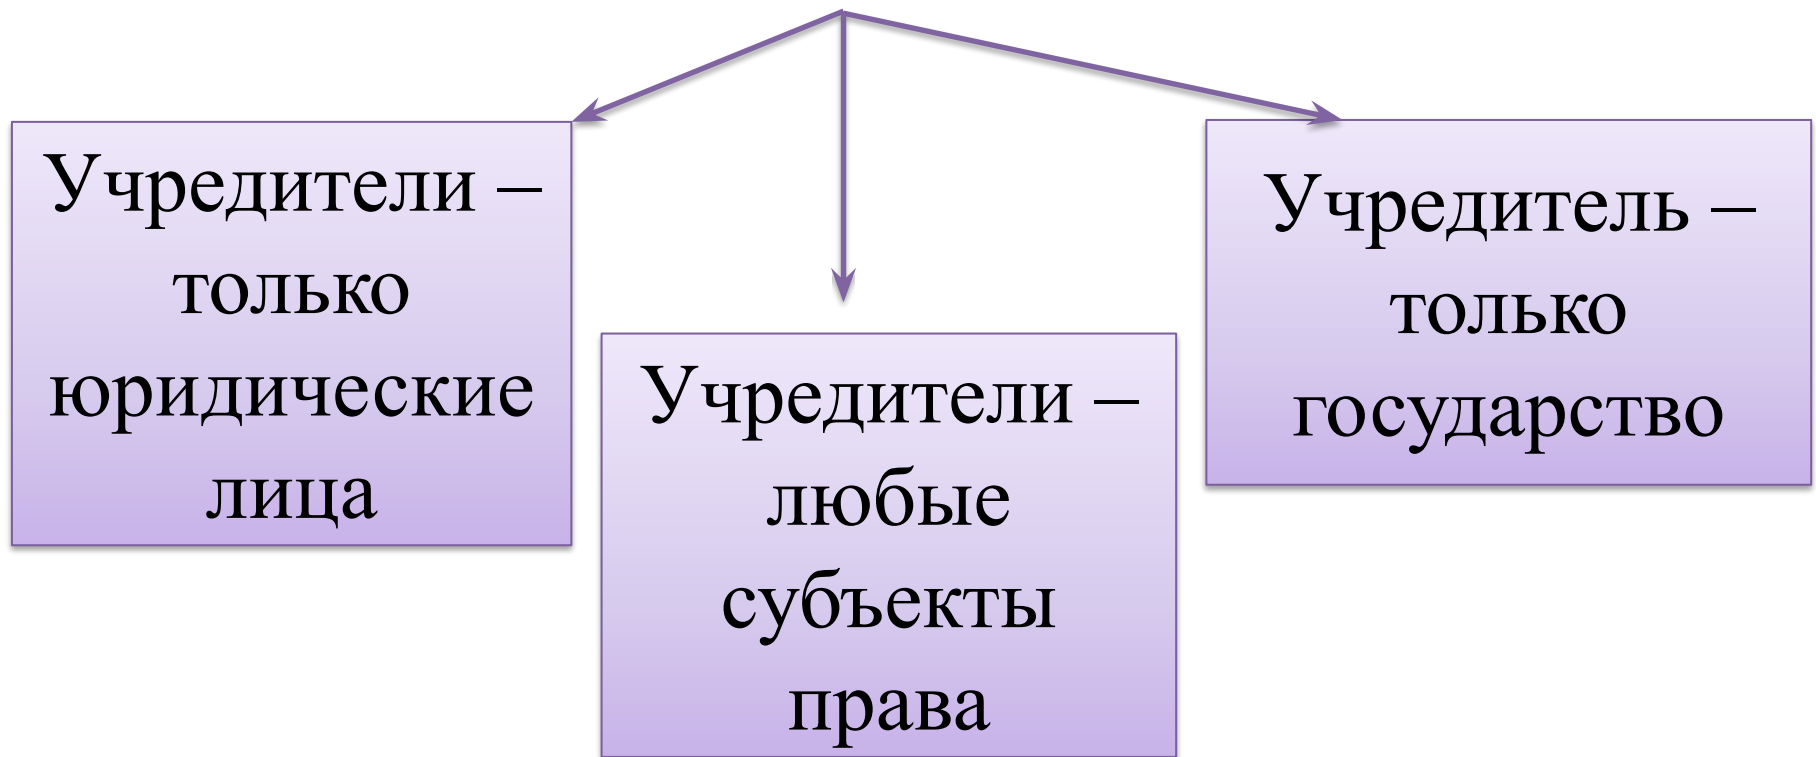 Учредители –
только
юридические
лица
Учредители –
любые
субъекты
права
Учредитель –
только
государство